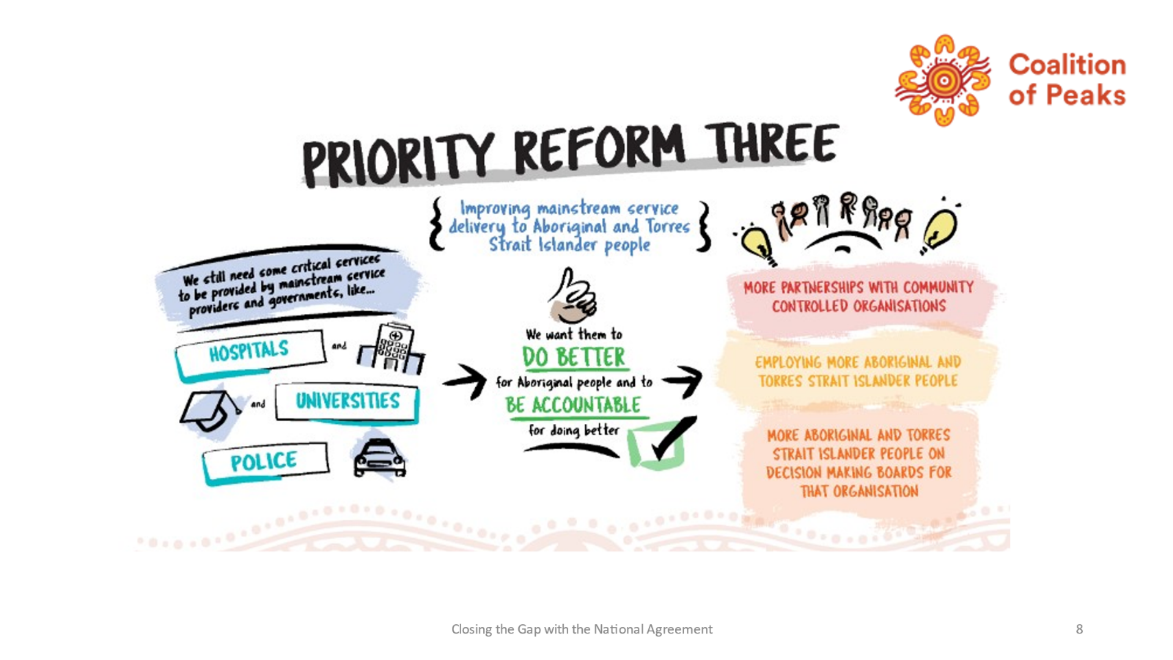 Coalition
of Peaks
PRIORITY REFORM THREE
Improving mainstream service
delivery to Aboriginal and Torres
Strait Islander people
We still need some critical services
to be provided by mainstream service
providers and governments, like...
HOSPITALS
and
and
UNIVERSITIES
POLICE
We want them to
DO BETTER
for Aboriginal people and to
BE ACCOUNTABLE
for doing better
MORE PARTNERSHIPS WITH COMMUNITY
CONTROLLED ORGANISATIONS
EMPLOYING MORE ABORIGINAL AND
TORRES STRAIT ISLANDER PEOPLE
MORE ABORIGINAL AND TORRES
STRAIT ISLANDER PEOPLE ON
DECISION MAKING BOARDS FOR
THAT ORGANISATION
Closing the Gap with the National Agreement
8